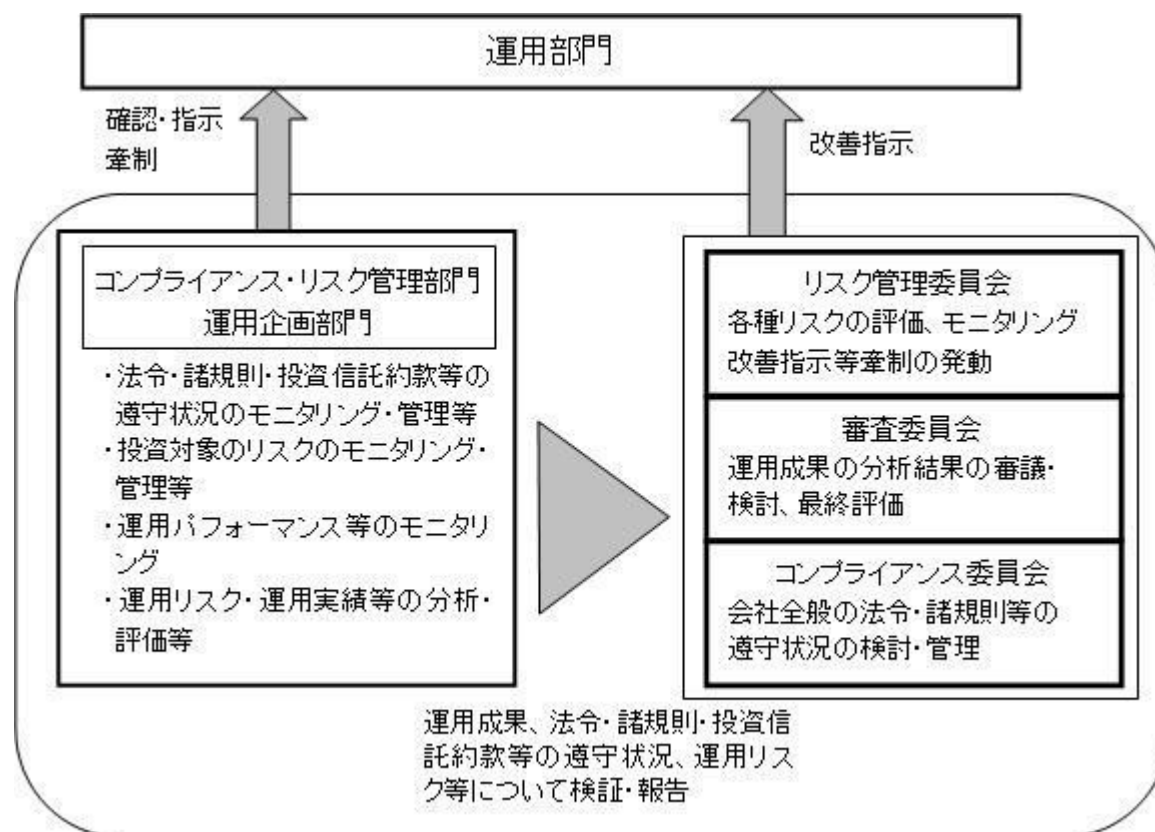 運用部門
確認・指示
牽制
改善指示
コンプライアンス・リスク管理部門
運用企画部門
・法令・諸規則・投資信託約款等の
遵守状況のモニタリング・管理等
・投資対象のリスクのモニタリング・
管理等
・運用パフォーマンス等のモニタリ
ング
・運用リスク・運用実績等の分析・
評価等
リスク管理委員会
各種リスクの評価、モニタリング
改善指示等牽制の発動
審査委員会
運用成果の分析結果の審議・
検討、最終評価
コンプライアンス委員会
会社全般の法令・諸規則等の
遵守状況の検討・管理
運用成果、法令・諸規則・投資信
託約款等の遵守状況、運用リス
ク等について検証・報告